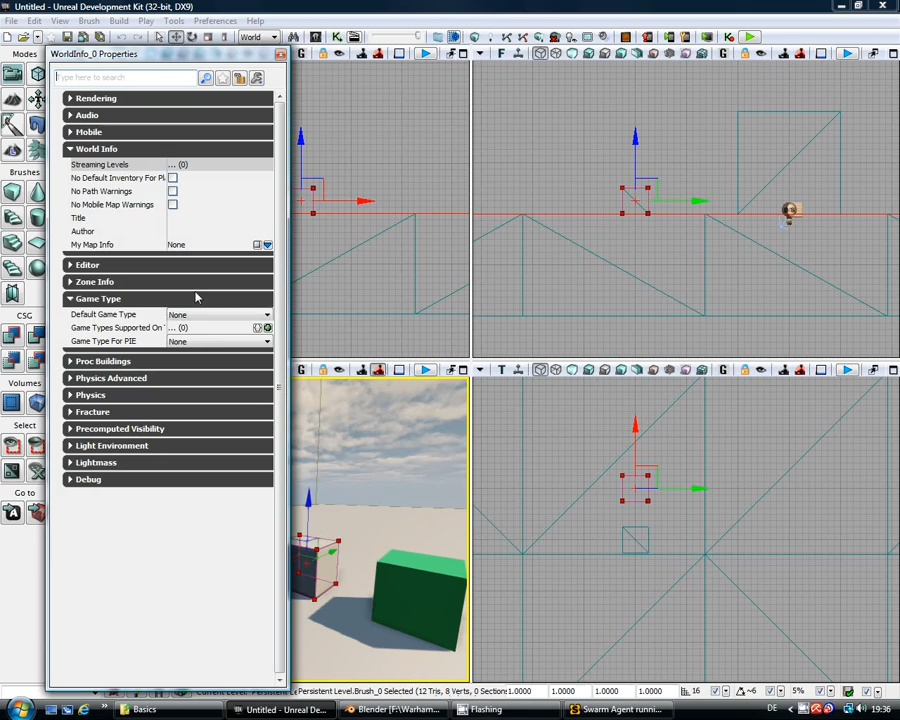 Untitled - Unreal Development Kit (32-bit, DX9)
File Edit View Brush Build Play Tools Preferences Help
World
WorldInfo_0 Properties
Modes
Type here to search
Rendering
Audio
Mobile
World Info
Streaming Levels ... (0)
No Default Inventory For Pl
No Path Warnings
No Mobile Map Warnings
Title
Author
My Map Info None
Editor
Zone Info
Game Type
Default Game Type None
Game Types Supported On ... (0)
Game Type For PIE None
Proc Buildings
Physics Advanced
Physics
Fracture
Precomputed Visibility
Light Environment
Lightmass
Debug
Brushes
CSG
Volumes
Select
Go to
G
F
G
G
T
G
Persistent Level.Brush_0 Selected (12 Tris, 8 Verts, 0 Section: 1.0000 1.0000 1.0000 1.0000 16 6 5%
Basics
Untitled - Unreal De...
Blender [F:\Warham...
Flashing
Swarm Agent runni...
DE
19:36